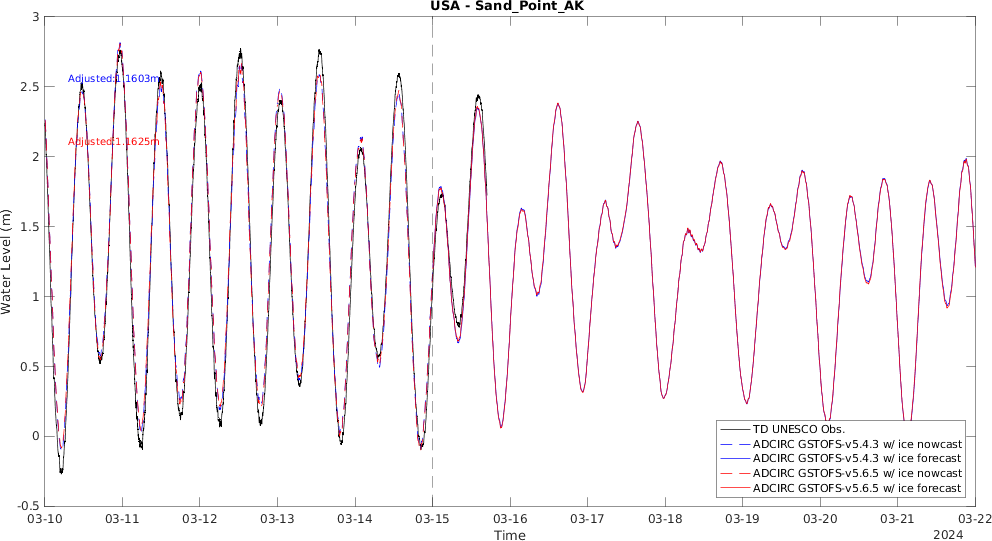 USA - Sand_Point_AK
3
2.5
2
1.5
1
0.5
0
-0.5
Water Level (m)
Adjusted:1.1603m
Adjusted:1.1625m
TD UNESCO Obs.
ADCIRC GSTOFS-v5.4.3 w/ ice nowcast
ADCIRC GSTOFS-v5.4.3 w/ ice forecast
ADCIRC GSTOFS-v5.6.5 w/ ice nowcast
ADCIRC GSTOFS-v5.6.5 w/ ice forecast
03-10 03-11 03-12 03-13 03-14 03-15 03-16 03-17 03-18 03-19 03-20 03-21 03-22
Time
2024